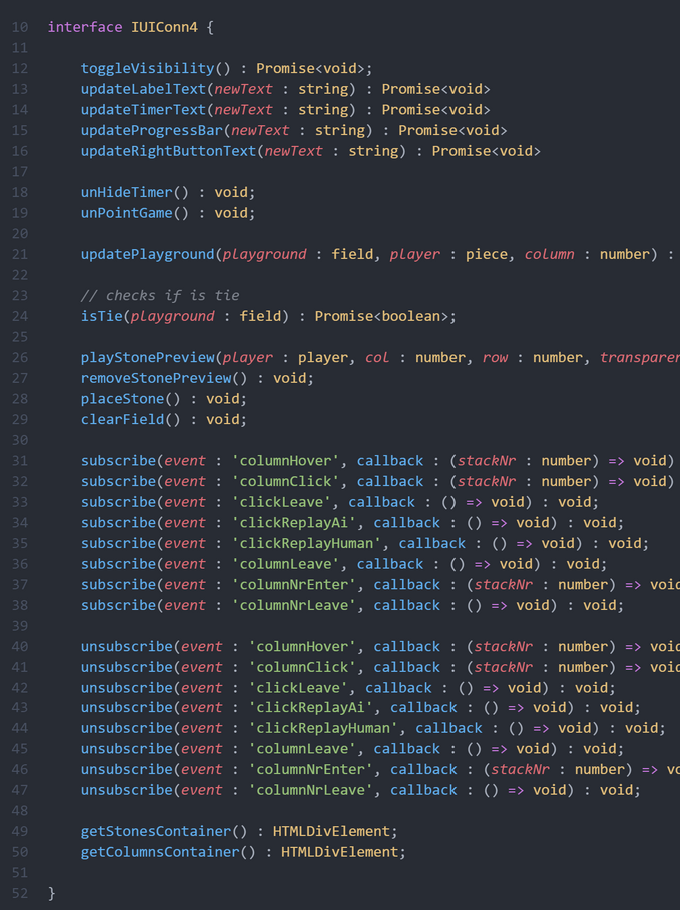 10 interface IUIConn4 {
11
12 toggleVisibility() : Promise<void>;
13 updateLabelText(newText : string) : Promise<void>
14 updateTimerText(newText : string) : Promise<void>
15 updateProgressBar(newText : string) : Promise<void>
16 updateRightButtonText(newText : string) : Promise<void>
17
18 unHideTimer() : void;
19 unPointGame() : void;
20
21 updatePlayground(playground : field, player : piece, column : number) :
22
23 // checks if is tie
24 isTie(playground : field) : Promise<boolean>;
25
26 playStonePreview(player : player, col : number, row : number, transparen
27 removeStonePreview() : void;
28 placeStone() : void;
29 clearField() : void;
30
31 subscribe(event : 'columnHover', callback : (stackNr : number) => void)
32 subscribe(event : 'columnClick', callback : (stackNr : number) => void)
33 subscribe(event : 'clickLeave', callback : () => void) : void;
34 subscribe(event : 'clickReplayAi', callback : () => void) : void;
35 subscribe(event : 'clickReplayHuman', callback : () => void) : void;
36 subscribe(event : 'columnLeave', callback : () => void) : void;
37 subscribe(event : 'columnNrEnter', callback : (stackNr : number) => void
38 subscribe(event : 'columnNrLeave', callback : () => void) : void;
39
40 unsubscribe(event : 'columnHover', callback : (stackNr : number) => void
41 unsubscribe(event : 'columnClick', callback : (stackNr : number) => void
42 unsubscribe(event : 'clickLeave', callback : () => void) : void;
43 unsubscribe(event : 'clickReplayAi', callback : () => void) : void;
44 unsubscribe(event : 'clickReplayHuman', callback : () => void) : void;
45 unsubscribe(event : 'columnLeave', callback : () => void) : void;
46 unsubscribe(event : 'columnNrEnter', callback : (stackNr : number) => vo
47 unsubscribe(event : 'columnNrLeave', callback : () => void) : void;
48
49 getStonesContainer() : HTMLDivElement;
50 getColumnsContainer() : HTMLDivElement;
51
52 }